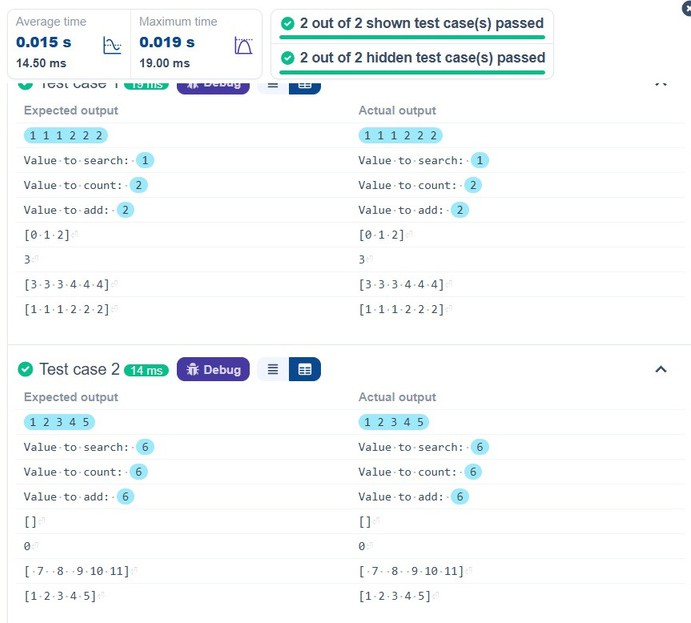 Average time
0.015 s
14.50 ms
Maximum time
0.019 s
19.00 ms
2 out of 2 shown test case(s) passed
2 out of 2 hidden test case(s) passed
Test case 1 19 ms Debug
Expected output Actual output
1 1 1 2 2 2 1 1 1 2 2 2
Value·to·search:·1 Value·to·search:·1
Value·to·count:·2 Value·to·count:·2
Value·to·add:·2 Value·to·add:·2
[0·1·2] [0·1·2]
3 3
[3·3·3·4·4·4] [3·3·3·4·4·4]
[1·1·1·2·2·2] [1·1·1·2·2·2]
Test case 2 14 ms Debug
Expected output Actual output
1 2 3 4 5 1 2 3 4 5
Value·to·search:·6 Value·to·search:·6
Value·to·count:·6 Value·to·count:·6
Value·to·add:·6 Value·to·add:·6
[] []
0 0
[·7··8··9·10·11] [·7··8··9·10·11]
[1·2·3·4·5] [1·2·3·4·5]